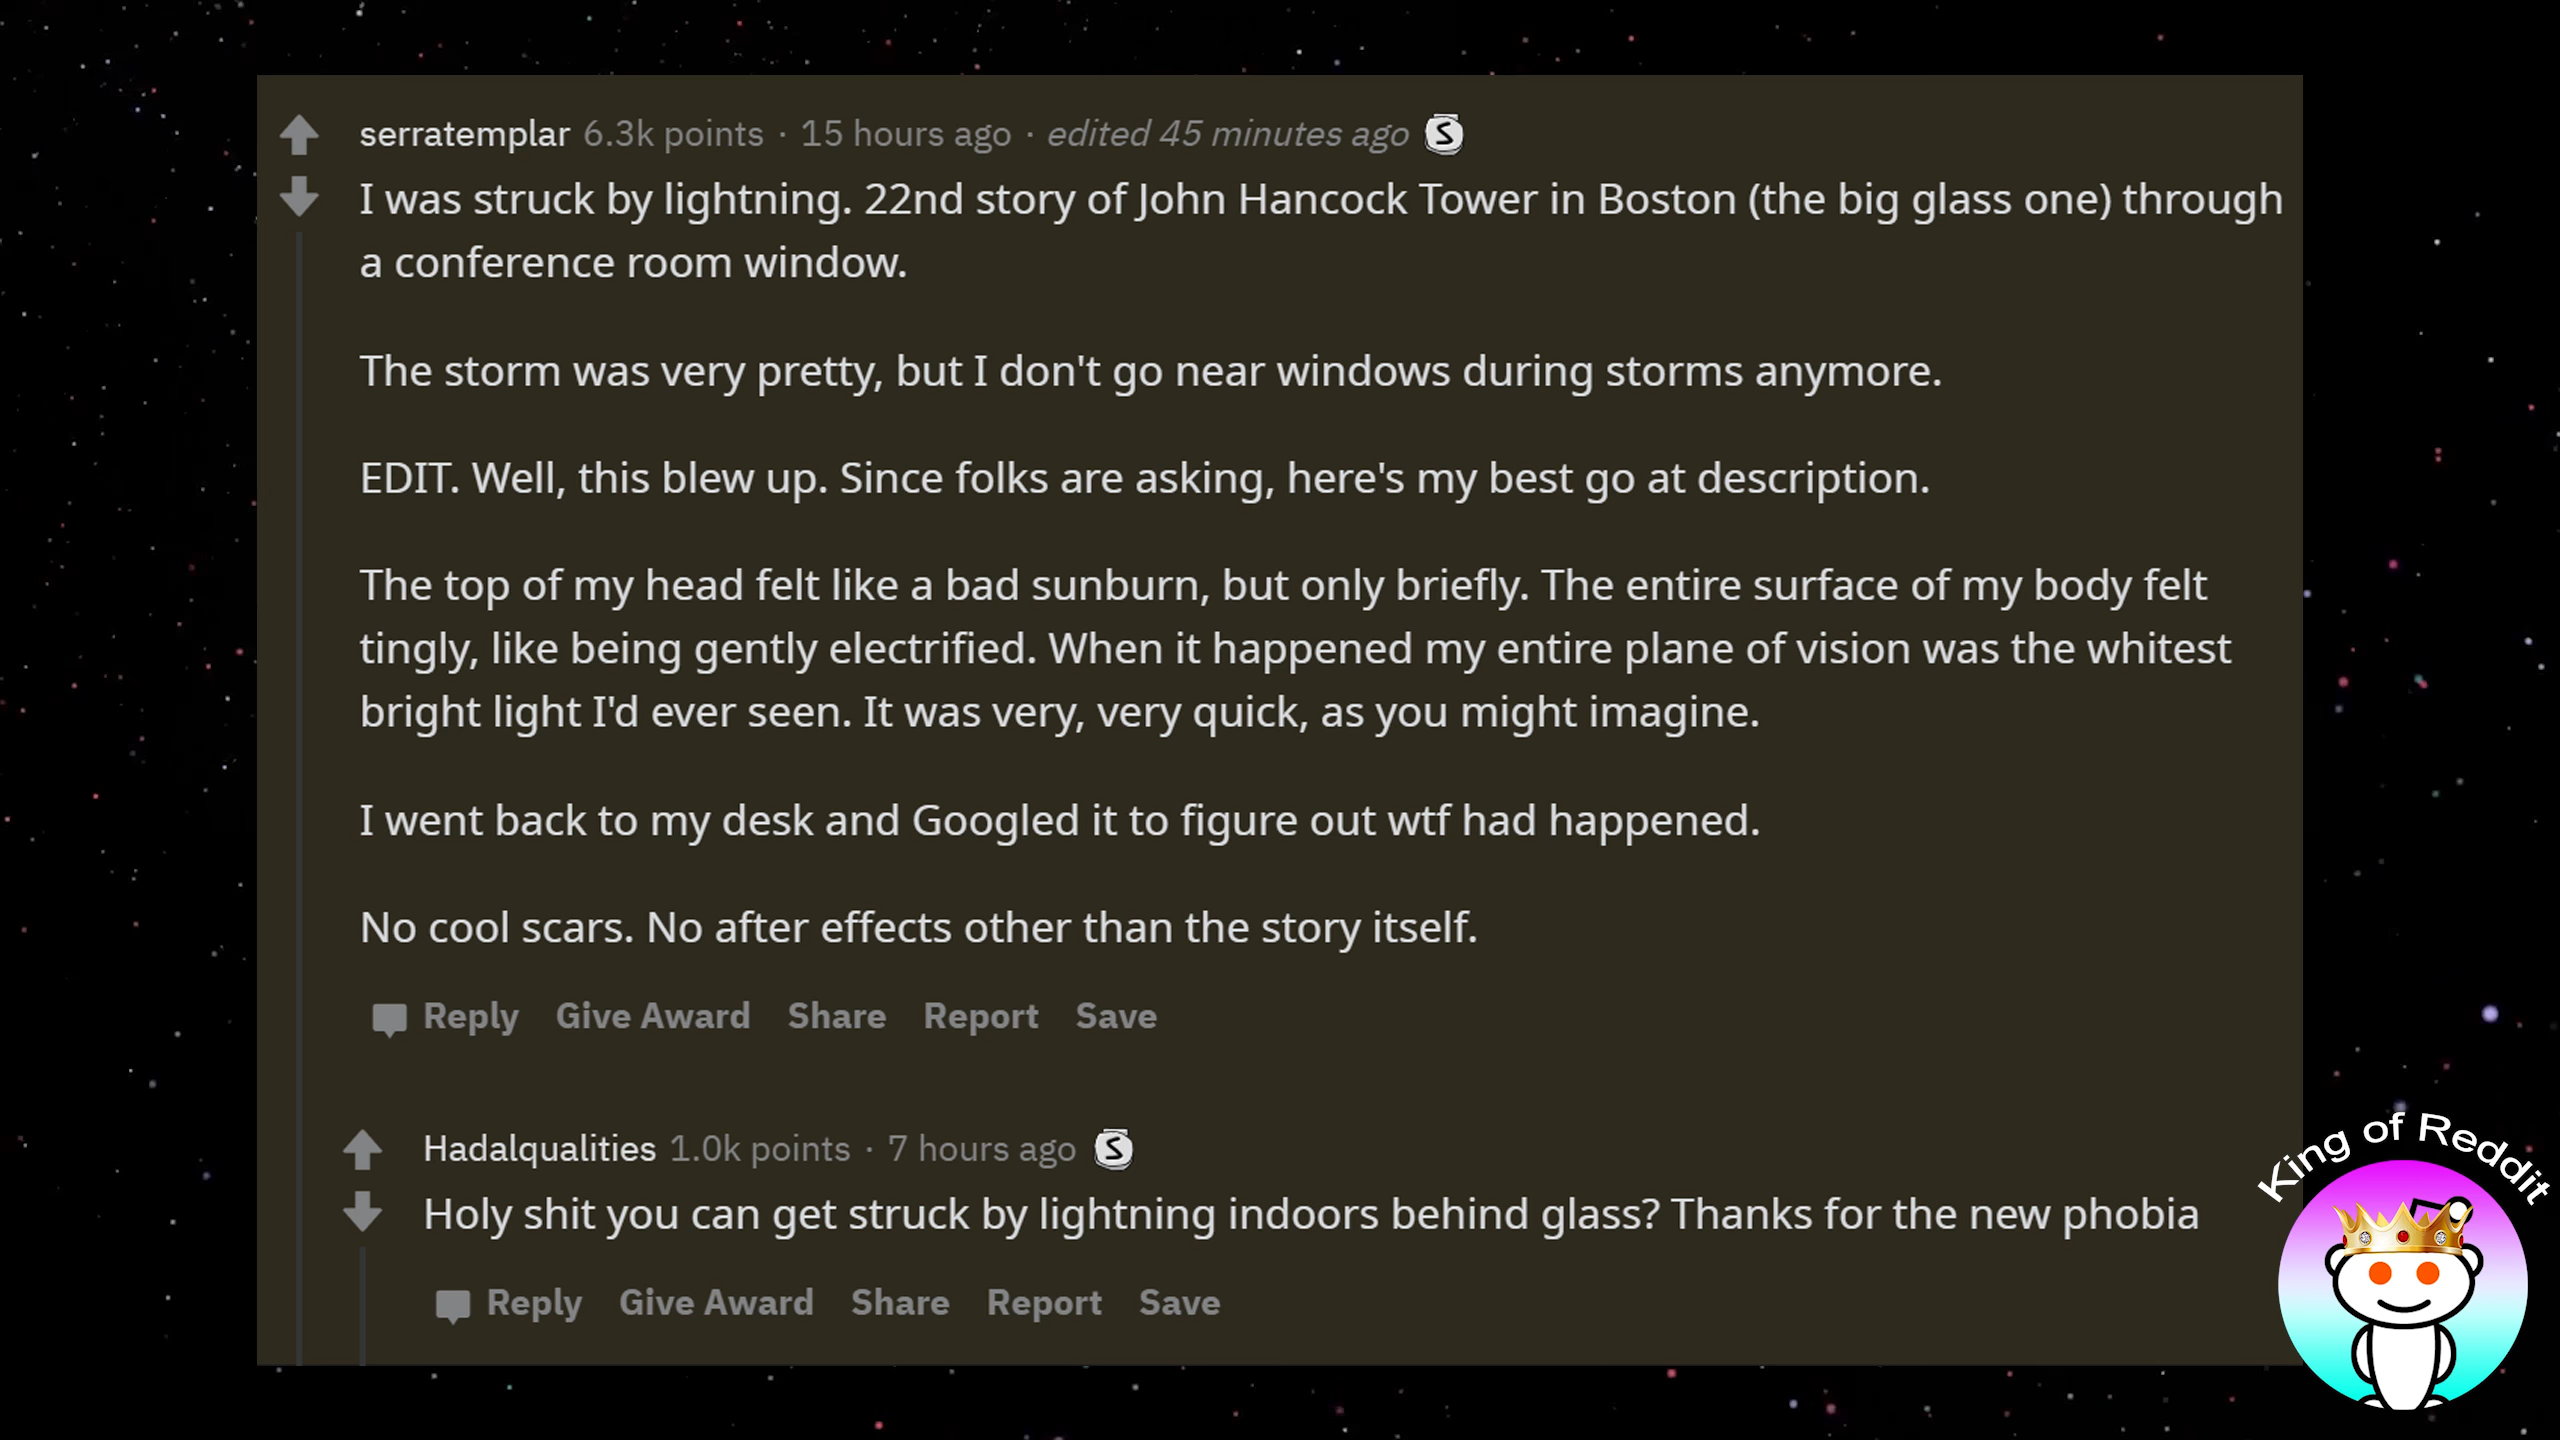 serratemplar 6.3k points · 15 hours ago · edited 45 minutes ago S
I was struck by lightning. 22nd story of John Hancock Tower in Boston (the big glass one) through
a conference room window.
The storm was very pretty, but I don't go near windows during storms anymore.
EDIT. Well, this blew up. Since folks are asking, here's my best go at description.
The top of my head felt like a bad sunburn, but only briefly. The entire surface of my body felt
tingly, like being gently electrified. When it happened my entire plane of vision was the whitest
bright light I'd ever seen. It was very, very quick, as you might imagine.
I went back to my desk and Googled it to figure out wtf had happened.
No cool scars. No after effects other than the story itself.
Reply Give Award Share Report Save
Hadalqualities 1.0k points · 7 hours ago S
Holy shit you can get struck by lightning indoors behind glass? Thanks for the new phobia
Reply Give Award Share Report Save
King of Reddit